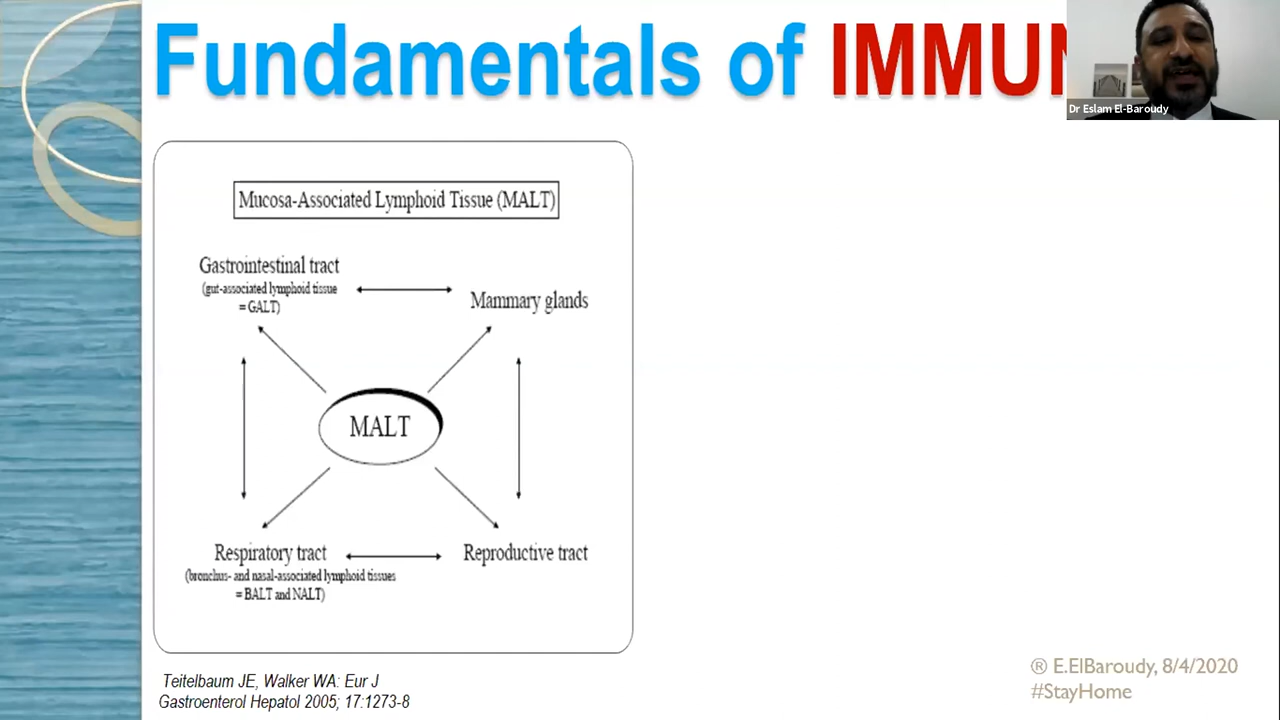 Fundamentals of IMMUN
Dr Eslam El-Baroudy
Mucosa-Associated Lymphoid Tissue (MALT)
Gastrointestinal tract
(gut-associated lymphoid tissue
= GALT)
Mammary glands
MALT
Respiratory tract
(bronchus- and nasal-associated lymphoid tissues
= BALT and NALT)
Reproductive tract
Teitelbaum JE, Walker WA: Eur J
Gastroenterol Hepatol 2005; 17:1273-8
® E.ElBaroudy, 8/4/2020
#StayHome